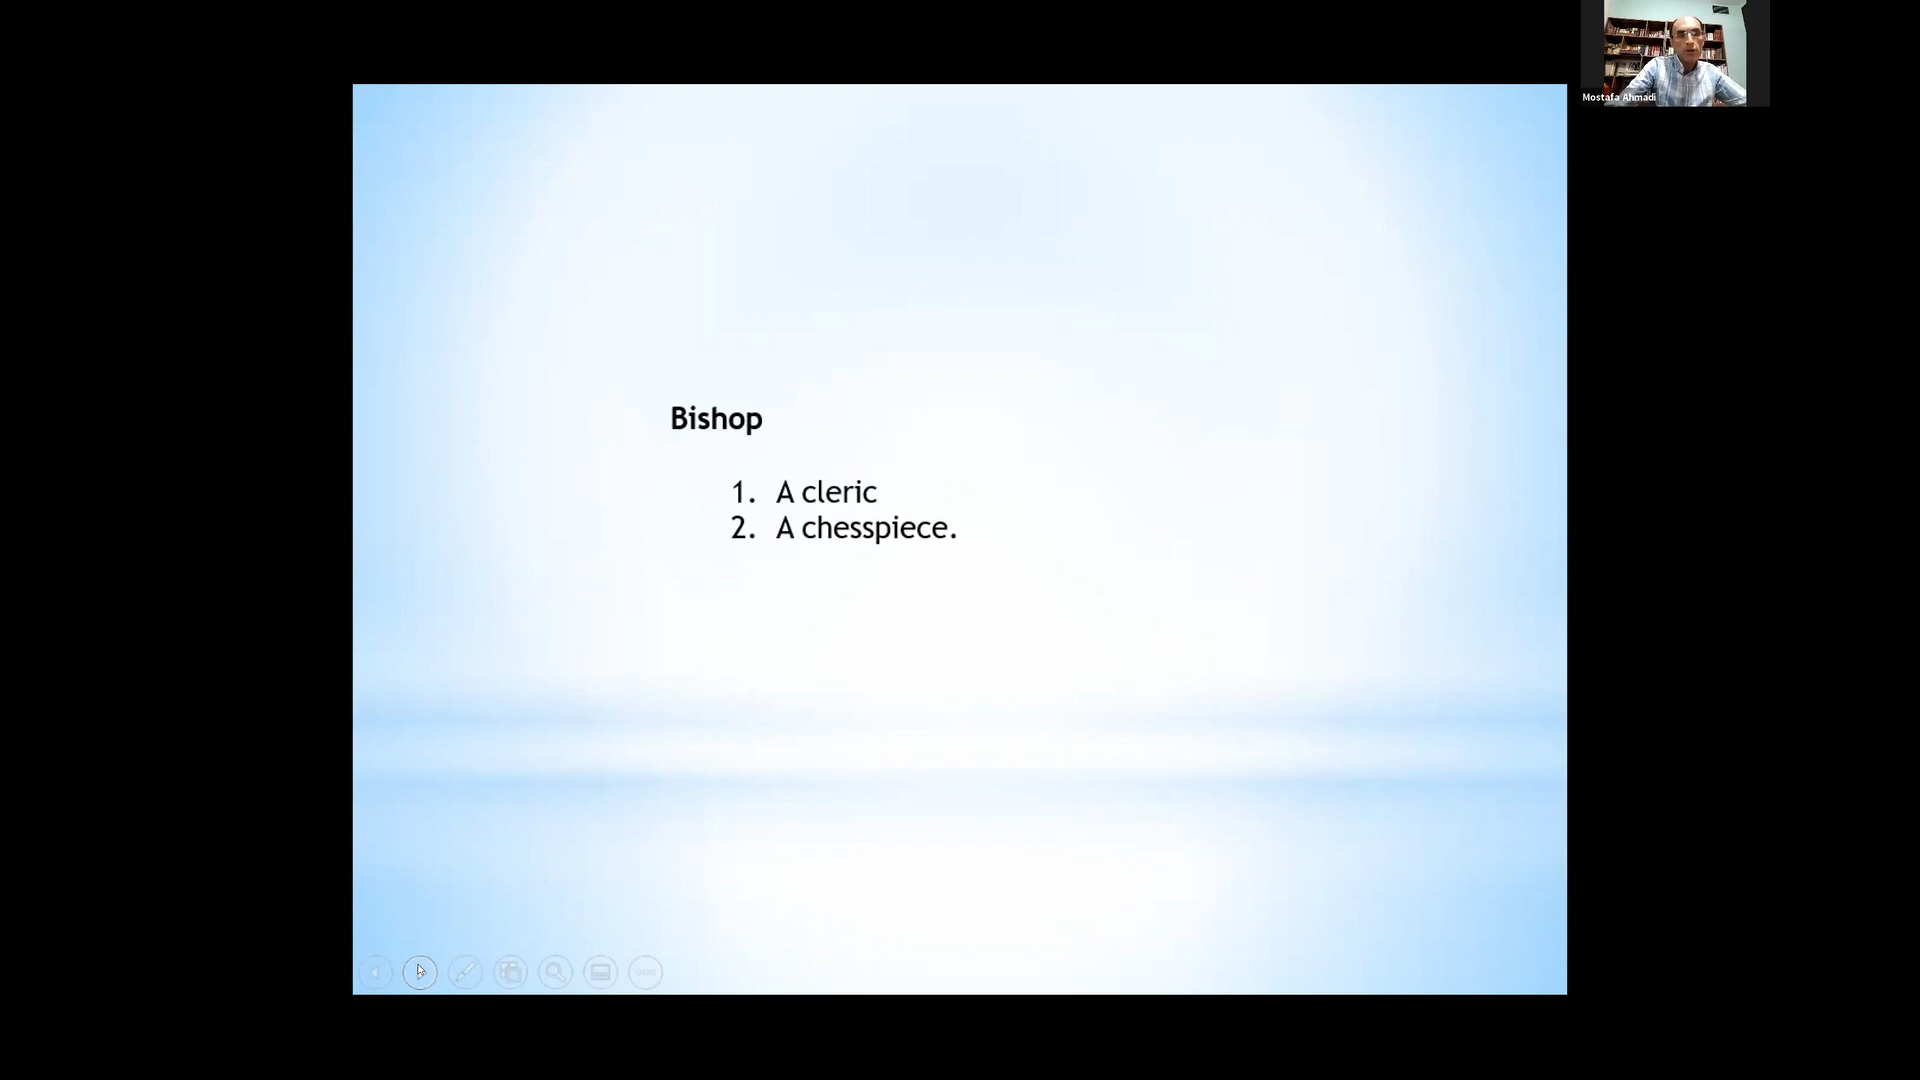 Mostafa Ahmadi
Bishop
1. A cleric
2. A chesspiece.